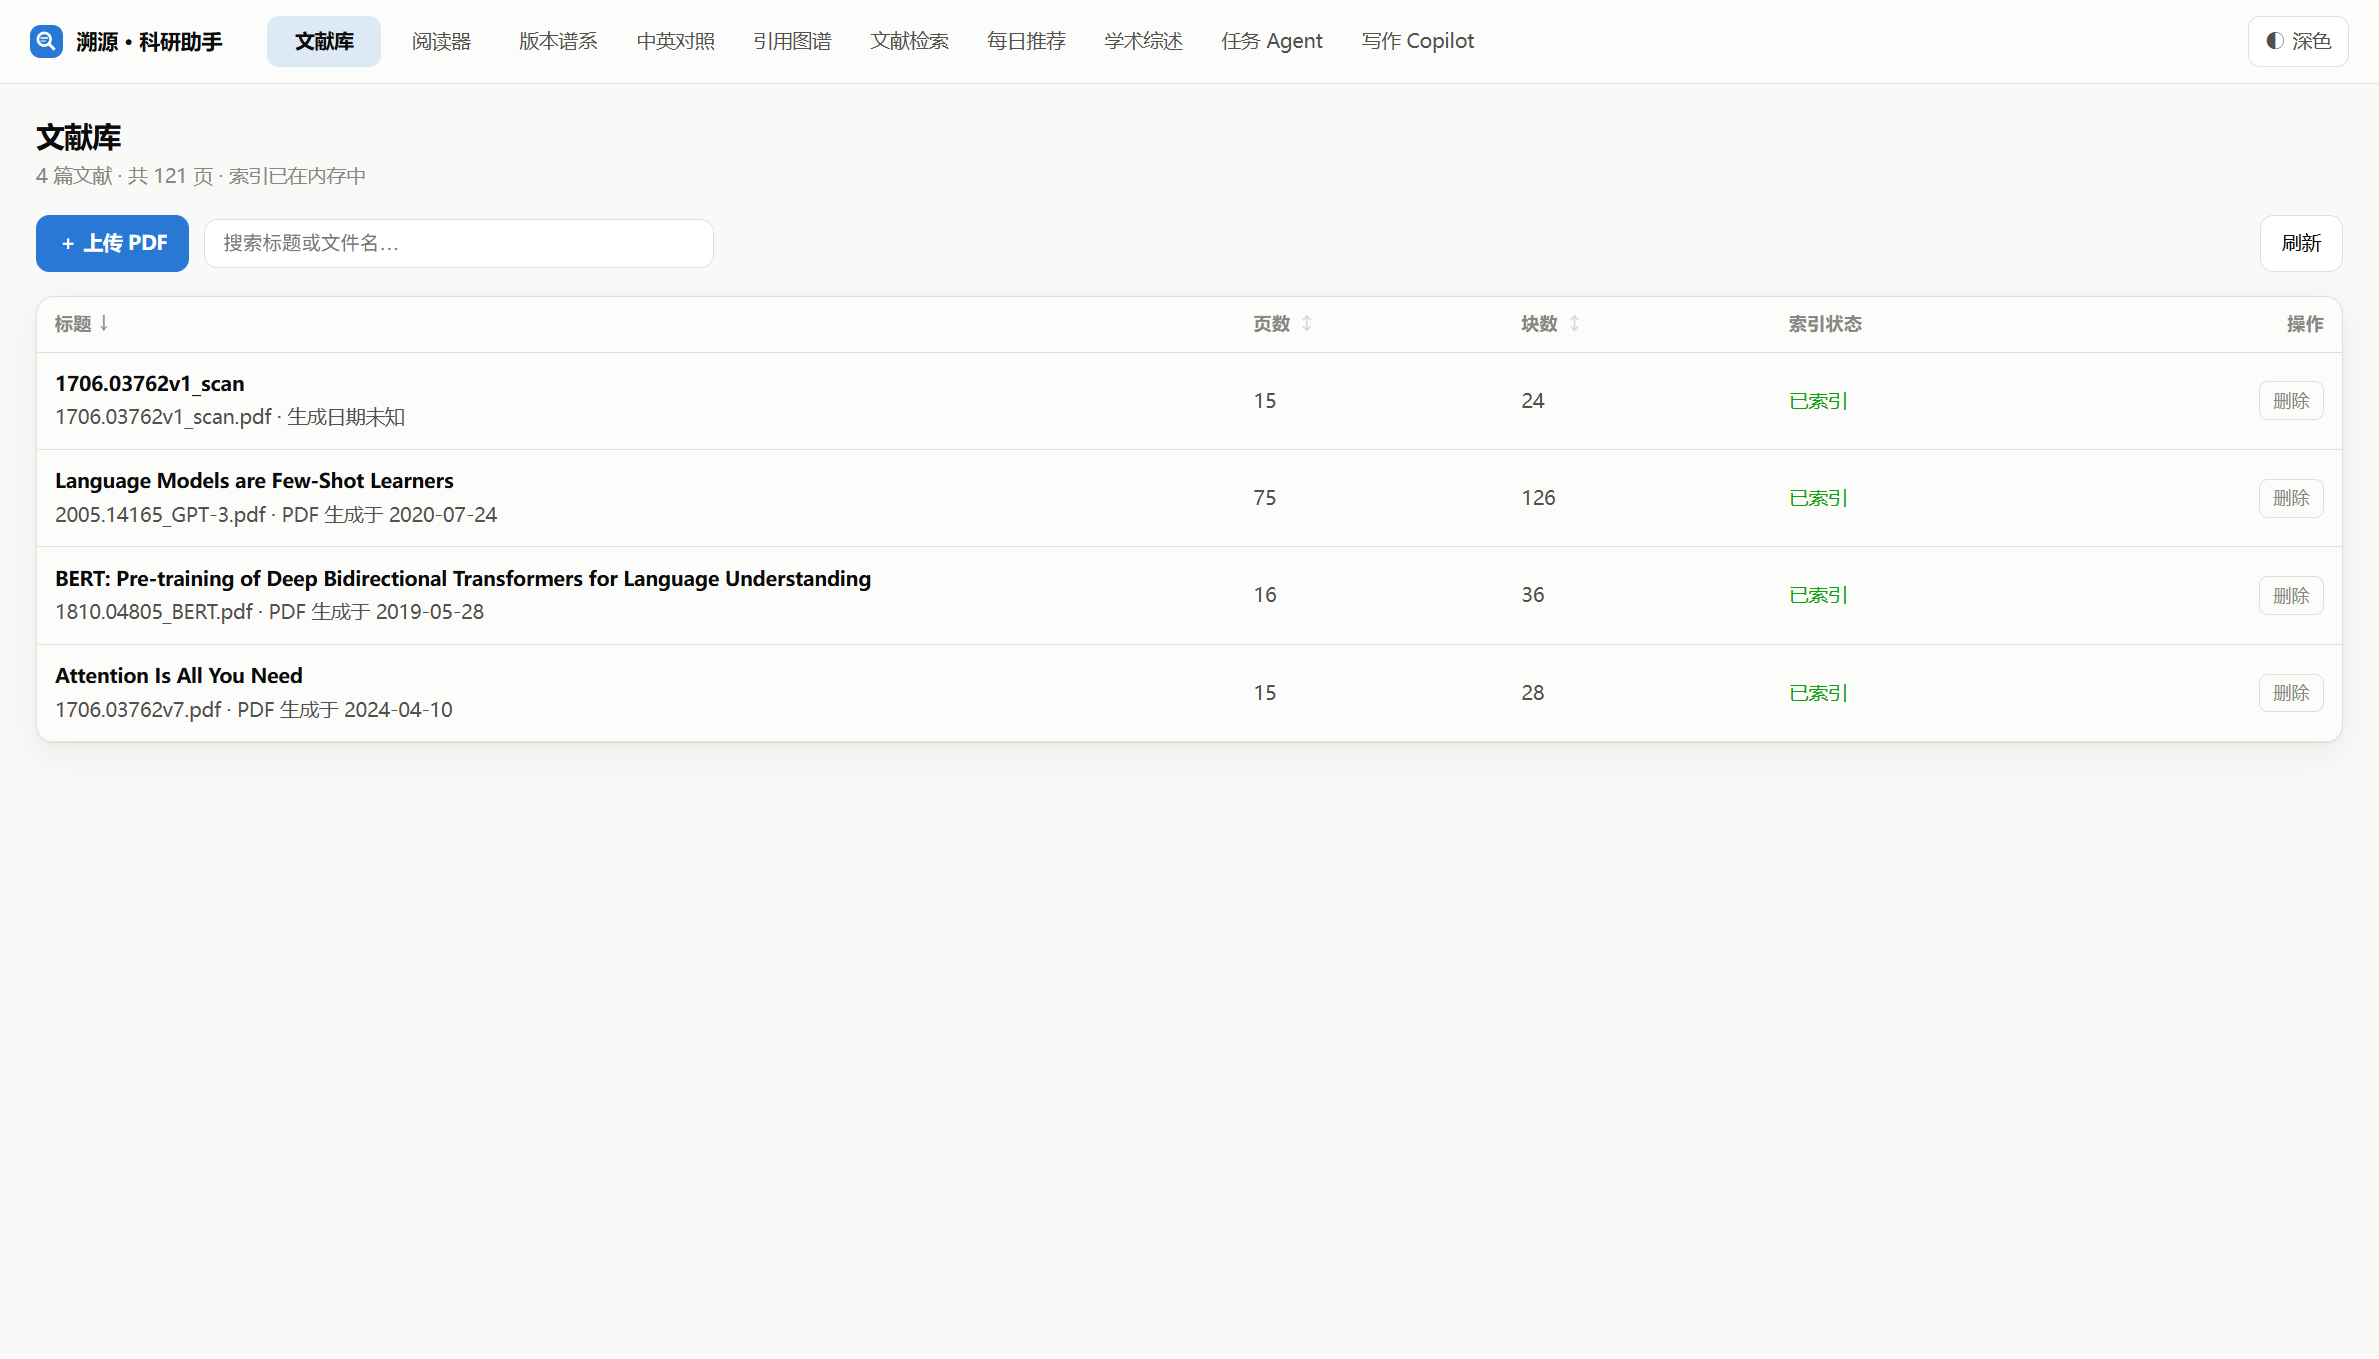 溯源·科研助手 文献库 阅读器 版本谱系 中英对照 引用图谱 文献检索 每日推荐 学术综述 任务 Agent 写作 Copilot 深色
文献库
4 篇文献 · 共 121 页 · 索引已在内存中
+ 上传 PDF 搜索标题或文件名… 刷新
标题 ↓ 页数 ↕ 块数 ↕ 索引状态 操作
1706.03762v1_scan
1706.03762v1_scan.pdf · 生成日期未知
15 24 已索引 删除
Language Models are Few-Shot Learners
2005.14165_GPT-3.pdf · PDF 生成于 2020-07-24
75 126 已索引 删除
BERT: Pre-training of Deep Bidirectional Transformers for Language Understanding
1810.04805_BERT.pdf · PDF 生成于 2019-05-28
16 36 已索引 删除
Attention Is All You Need
1706.03762v7.pdf · PDF 生成于 2024-04-10
15 28 已索引 删除